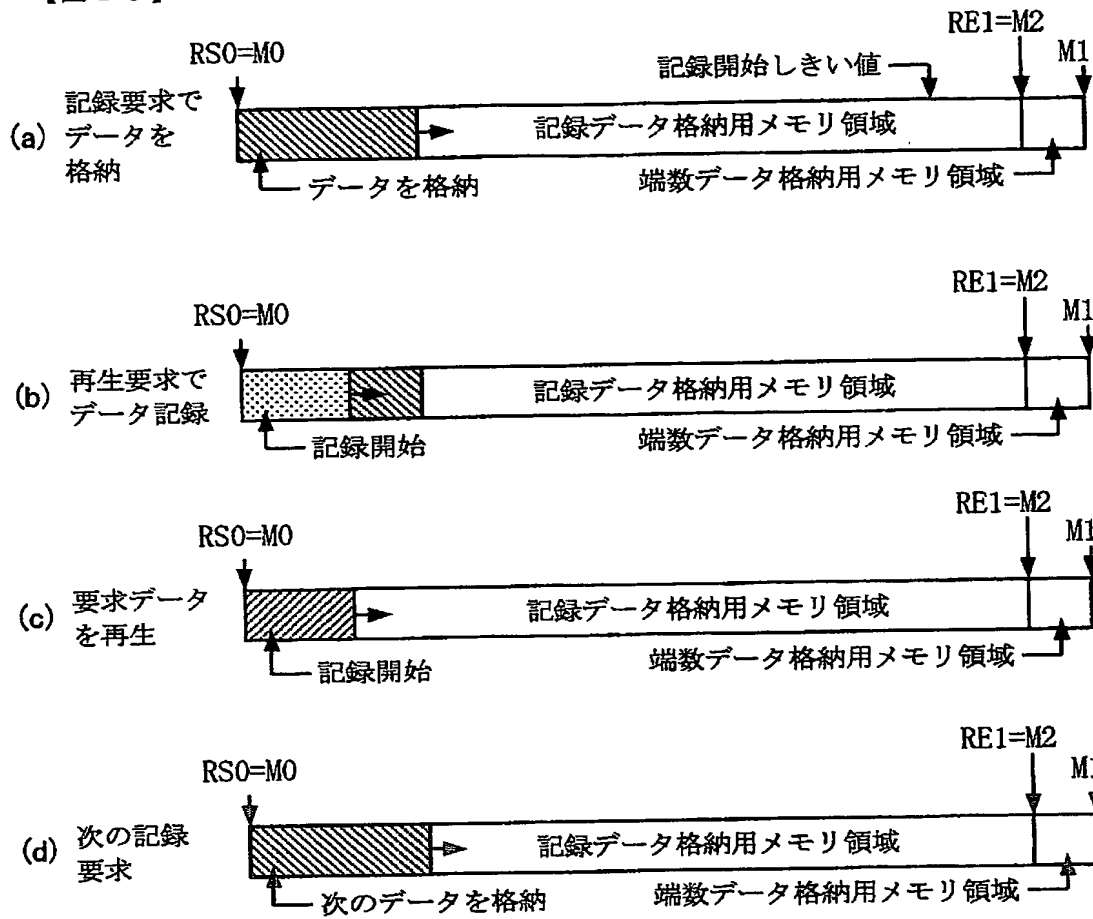 RS0=M0
記録開始しきい値
RE1=M2
M1
(a) 記録要求で
データを
格納
記録データ格納用メモリ領域
データを格納
端数データ格納用メモリ領域
RS0=M0
RE1=M2
M1
(b) 再生要求で
データ記録
記録データ格納用メモリ領域
記録開始
端数データ格納用メモリ領域
RS0=M0
RE1=M2
M1
(c) 要求データ
を再生
記録データ格納用メモリ領域
記録開始
端数データ格納用メモリ領域
RS0=M0
RE1=M2
M1
(d) 次の記録
要求
記録データ格納用メモリ領域
次のデータを格納
端数データ格納用メモリ領域